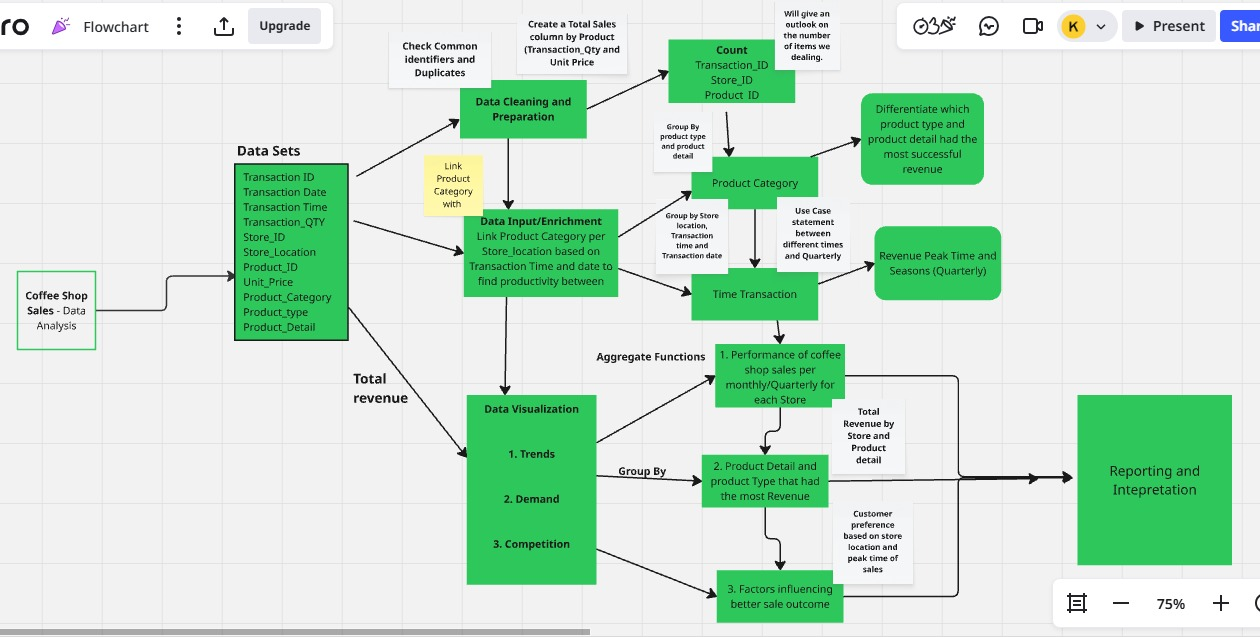 ro
Flowchart
Upgrade
Present
Shar
K
Check Common
identifiers and
Duplicates
Create a Total Sales
column by Product
(Transaction_Qty and
Unit Price
Count
Transaction_ID
Store_ID
Product_ID
Will give an
outlook on
the number
of items we
dealing.
Data Cleaning and
Preparation
Group By
product type
and product
detail
Differentiate which
product type and
product detail had the
most successful
revenue
Data Sets
Transaction ID
Transaction Date
Transaction Time
Transaction_QTY
Store_ID
Store_Location
Product_ID
Unit_Price
Product_Category
Product_type
Product_Detail
Link
Product
Category
with
Product Category
Data Input/Enrichment
Link Product Category per
Store_location based on
Transaction Time and date to
find productivity between
Group by Store
location,
Transaction
time and
Transaction date
Use Case
statement
between
different times
and Quarterly
Revenue Peak Time and
Seasons (Quarterly)
Time Transaction
Coffee Shop
Sales - Data
Analysis
Total
revenue
Aggregate Functions
1. Performance of coffee
shop sales per
monthly/Quarterly for
each Store
Data Visualization
1. Trends
2. Demand
3. Competition
Group By
Total
Revenue by
Store and
Product
detail
2. Product Detail and
product Type that had
the most Revenue
Reporting and
Intepretation
Customer
preference
based on store
location and
peak time of
sales
3. Factors influencing
better sale outcome
75%